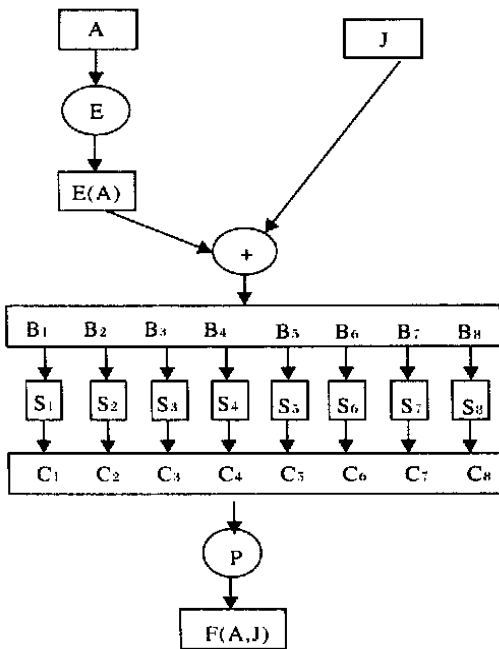 A J
E
E(A)
+
B1 B2 B3 B4 B5 B6 B7 B8
S1 S2 S3 S4 S5 S6 S7 S8
C1 C2 C3 C4 C5 C6 C7 C8
P
F(A,J)